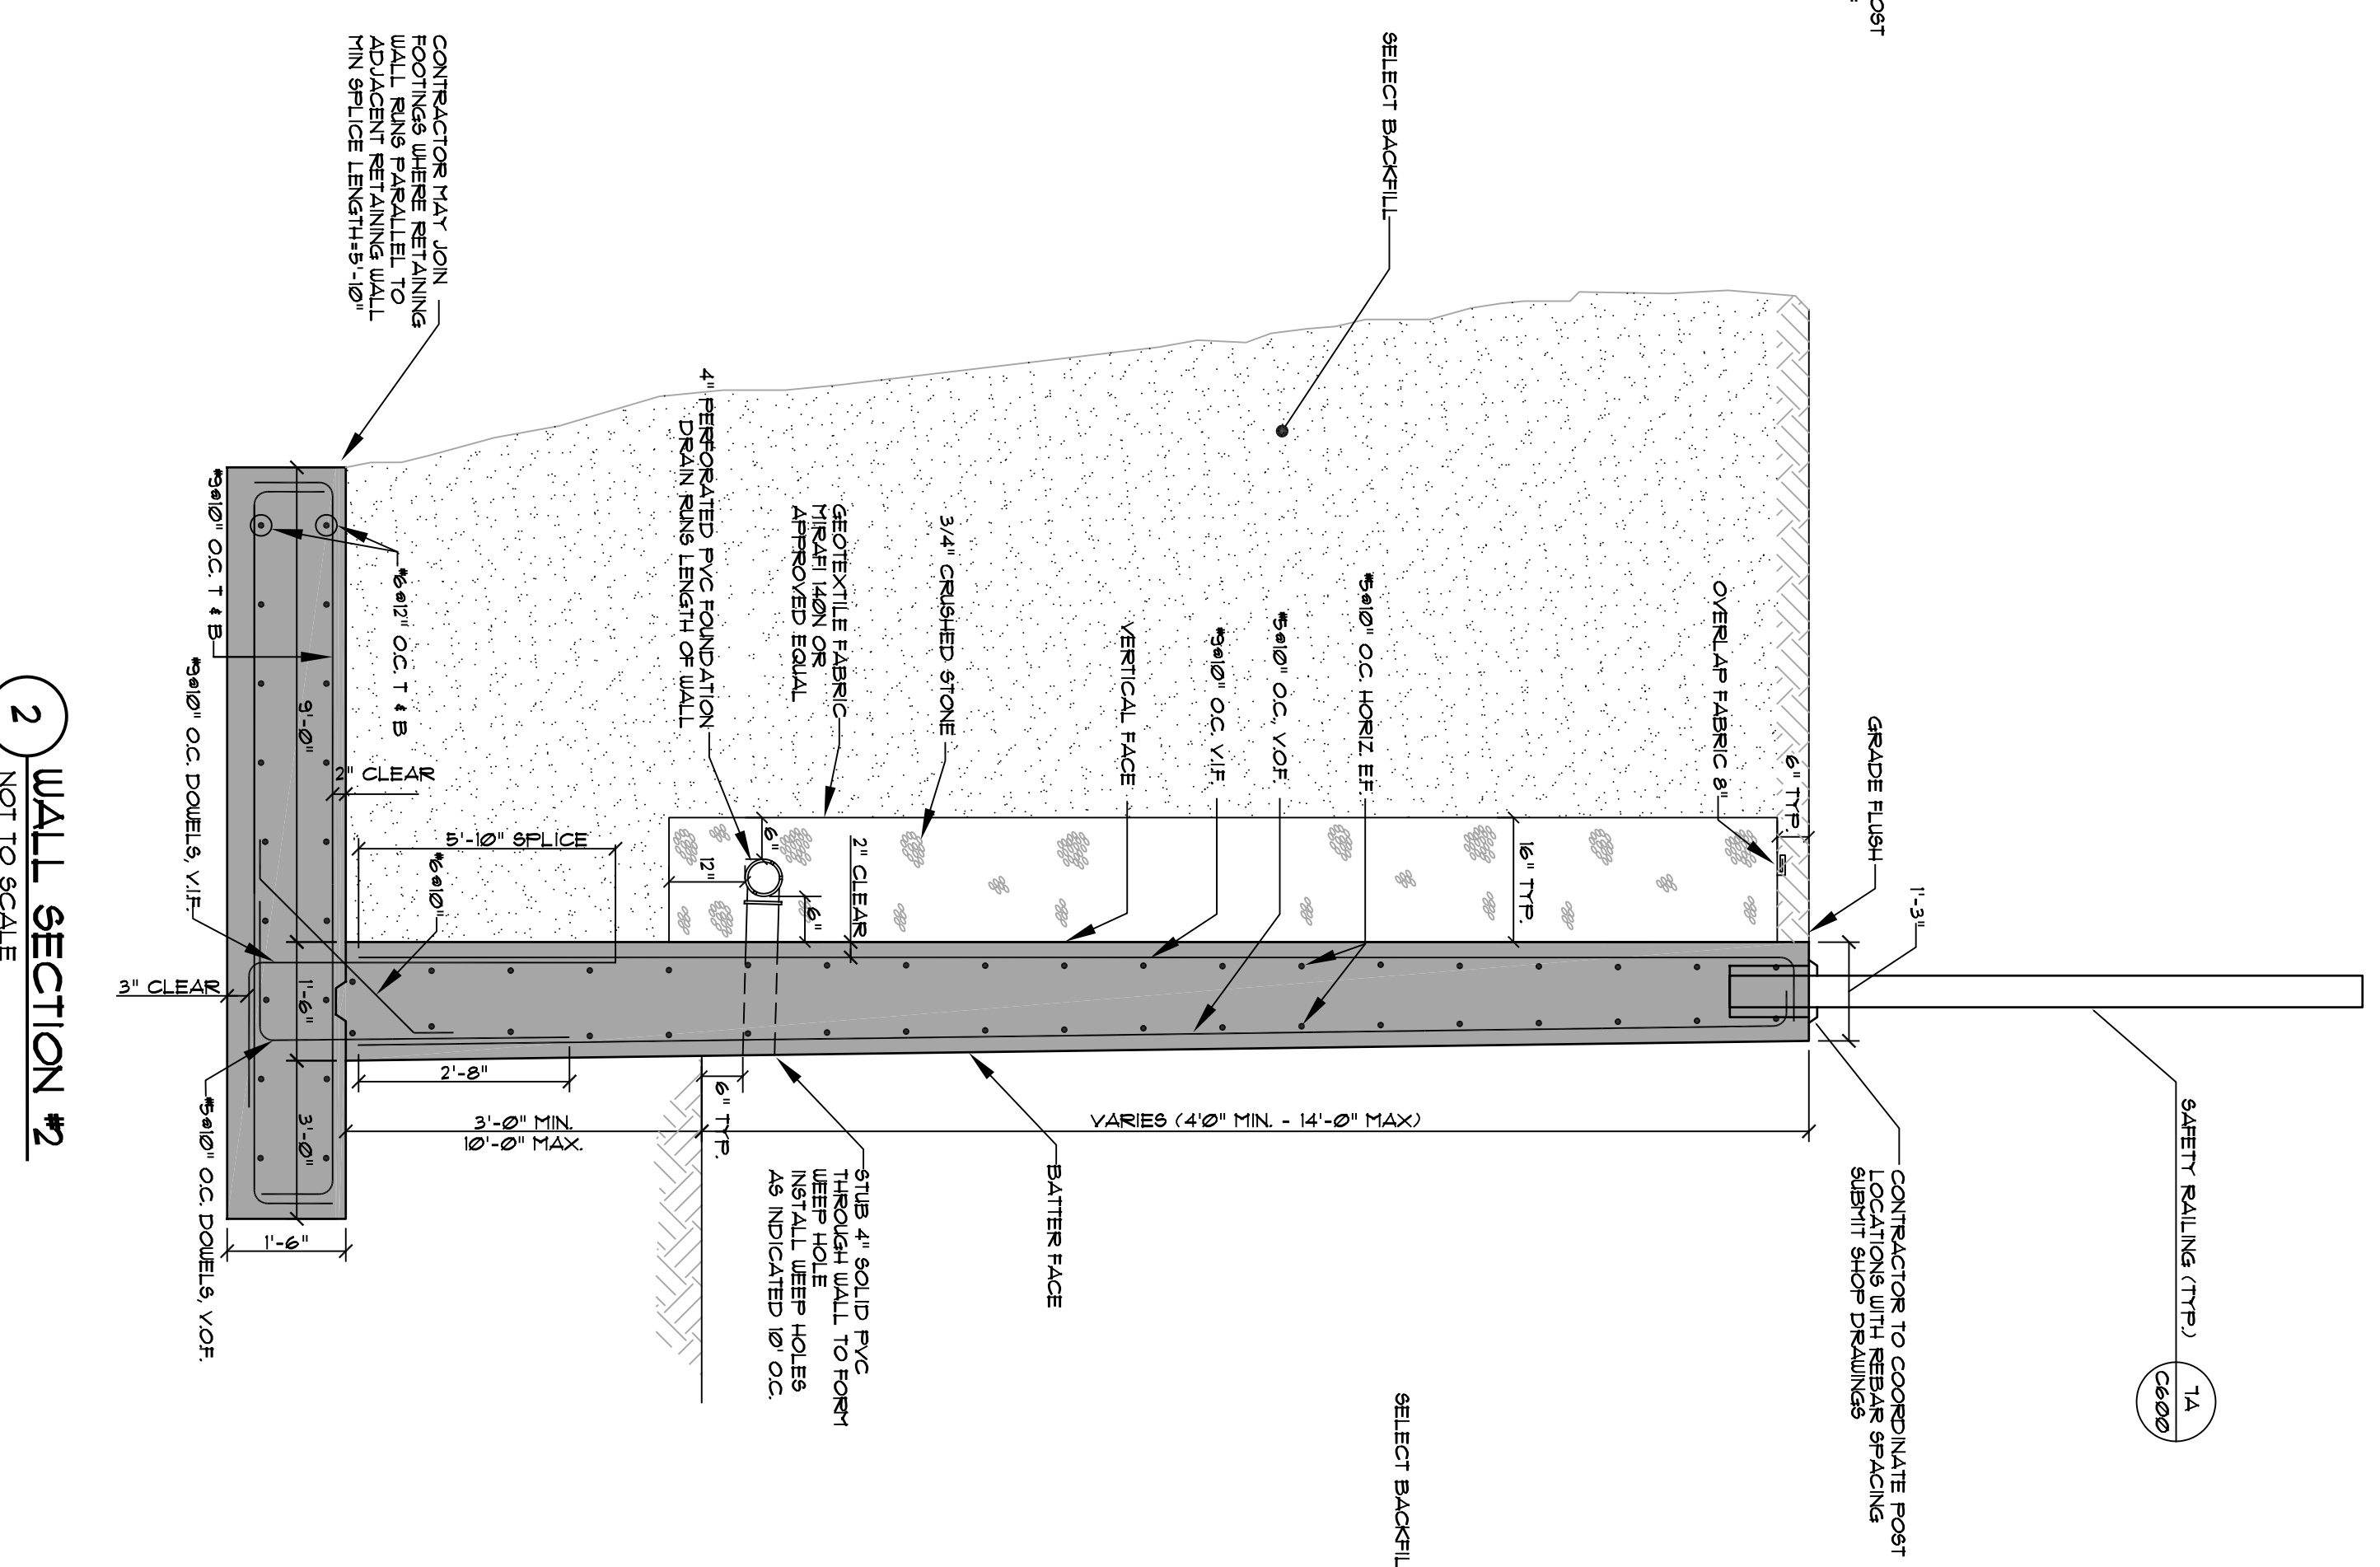 OST
SELECT BACKFILL
CONTRACTOR MAY JOIN
FOOTINGS WHERE RETAINING
WALL RUNS PARALLEL TO
ADJACENT RETAINING WALL
MIN SPLICE LENGTH=5'-10"
GRADE FLUSH
1'-3"
6" TYP.
OVERLAP FABRIC 8"
16" TYP.
#5@10" O.C. HORIZ. E.F.
#5@10" O.C., V.O.F.
#9@10" O.C. V.I.F.
VERTICAL FACE
3/4" CRUSHED STONE
GEOTEXTILE FABRIC
MIRAFI 140N OR
APPROVED EQUAL
4" PERFORATED PVC FOUNDATION
DRAIN RUNS LENGTH OF WALL
6"
12"
6"
2" CLEAR
5'-10" SPLICE
#6@10"
2" CLEAR
#6@12" O.C. T & B
9'-0"
#9@10" O.C. T & B
#9@10" O.C. DOWELS, V.I.F.
3" CLEAR
1'-6"
3'-0"
1'-6"
#5@10" O.C. DOWELS, V.O.F.
2'-8"
3'-0" MIN.
10'-0" MAX.
6" TYP.
VARIES (4'0" MIN. - 14'-0" MAX)
SAFETY RAILING (TYP.)
7A
C600
CONTRACTOR TO COORDINATE POST
LOCATIONS WITH REBAR SPACING
SUBMIT SHOP DRAWINGS
BATTER FACE
STUB 4" SOLID PVC
THROUGH WALL TO FORM
WEEP HOLE
INSTALL WEEP HOLES
AS INDICATED 10' O.C.
SELECT BACKFIL
2
WALL SECTION #2
NOT TO SCALE